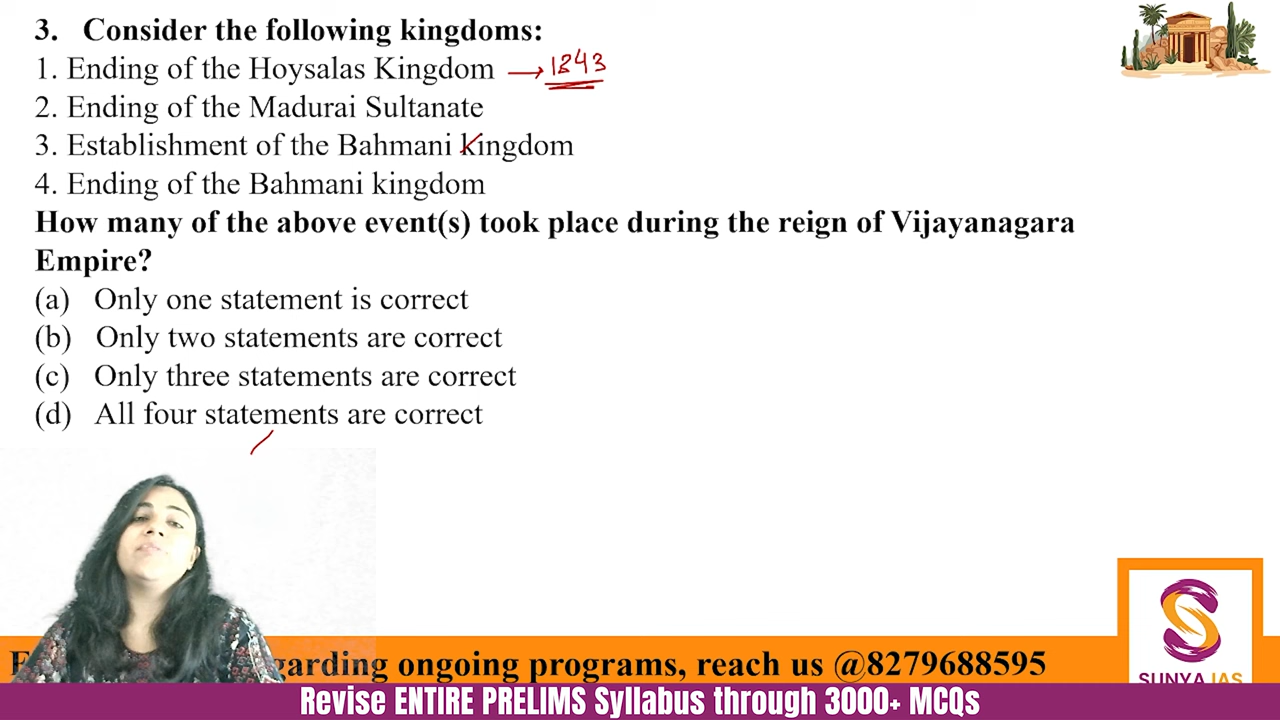 3. Consider the following kingdoms:
1. Ending of the Hoysalas Kingdom → 1343
2. Ending of the Madurai Sultanate
3. Establishment of the Bahmani kingdom
4. Ending of the Bahmani kingdom
How many of the above event(s) took place during the reign of Vijayanagara
Empire?
(a) Only one statement is correct
(b) Only two statements are correct
(c) Only three statements are correct
(d) All four statements are correct
garding ongoing programs, reach us @8279688595
SUNYA IAS
Revise ENTIRE PRELIMS Syllabus through 3000+ MCQs